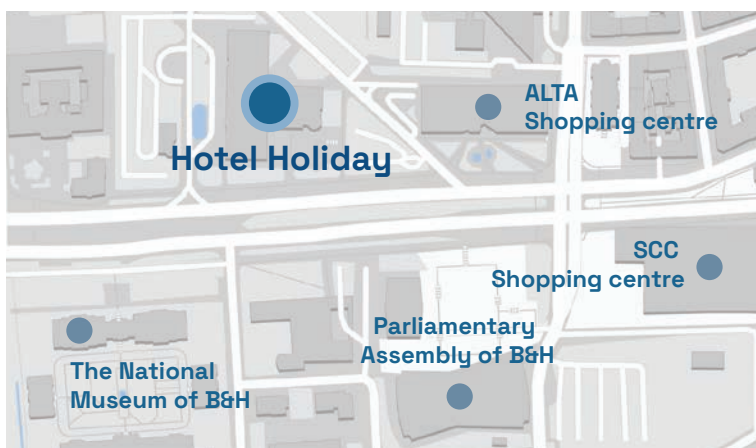 ALTA
Shopping centre
Hotel Holiday
SCC
Shopping centre
Parliamentary
Assembly of B&H
The National
Museum of B&H